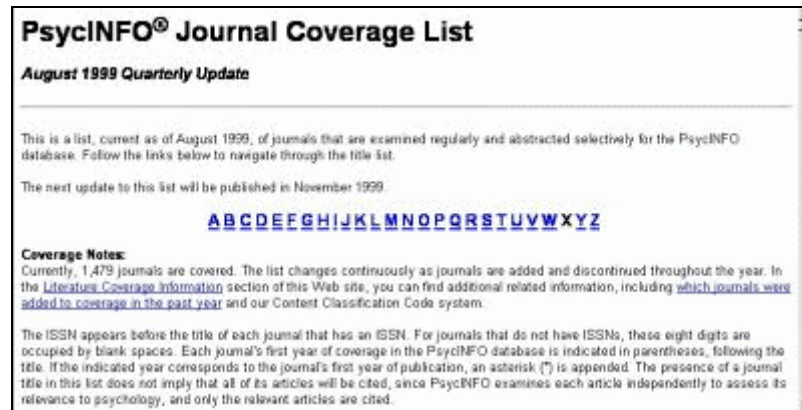 PsycINFO® Journal Coverage List
August 1999 Quarterly Update
This is a list, current as of August 1999, of journals that are examined regularly and abstracted selectively for the PsycINFO
database. Follow the links below to navigate through the title list.
The next update to this list will be published in November 1999.
A B C D E F G H I J K L M N O P Q R S T U V W X Y Z
Coverage Notes:
Currently, 1,479 journals are covered. The list changes continuously as journals are added and discontinued throughout the year. In
the Literature Coverage Information section of this Web site, you can find additional related information, including which journals were
added to coverage in the past year and our Content Classification Code system.
The ISSN appears before the title of each journal that has an ISSN. For journals that do not have ISSNs, these eight digits are
occupied by blank spaces. Each journal's first year of coverage in the PsycINFO database is indicated in parentheses, following the
title. If the indicated year corresponds to the journal's first year of publication, an asterisk (*) is appended. The presence of a journal
title in this list does not imply that all of its articles will be cited, since PsycINFO examines each article independently to assess its
relevance to psychology, and only the relevant articles are cited.